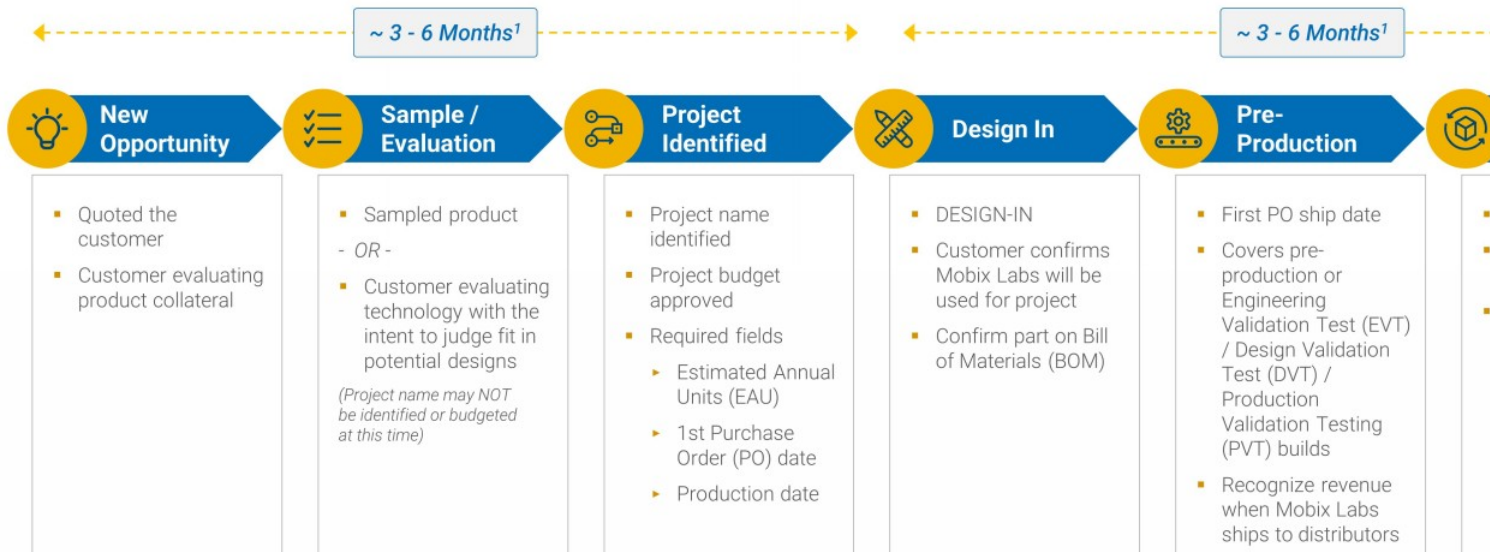 ~ 3 - 6 Months¹
~ 3 - 6 Months¹
New
Opportunity
Sample /
Evaluation
Project
Identified
Design In
Pre-
Production
▪ Quoted the
customer
▪ Customer evaluating
product collateral
▪ Sampled product
- OR -
▪ Customer evaluating
technology with the
intent to judge fit in
potential designs
(Project name may NOT
be identified or budgeted
at this time)
▪ Project name
identified
▪ Project budget
approved
▪ Required fields
▸ Estimated Annual
Units (EAU)
▸ 1st Purchase
Order (PO) date
▸ Production date
▪ DESIGN-IN
▪ Customer confirms
Mobix Labs will be
used for project
▪ Confirm part on Bill
of Materials (BOM)
▪ First PO ship date
▪ Covers pre-
production or
Engineering
Validation Test (EVT)
/ Design Validation
Test (DVT) /
Production
Validation Testing
(PVT) builds
▪ Recognize revenue
when Mobix Labs
ships to distributors